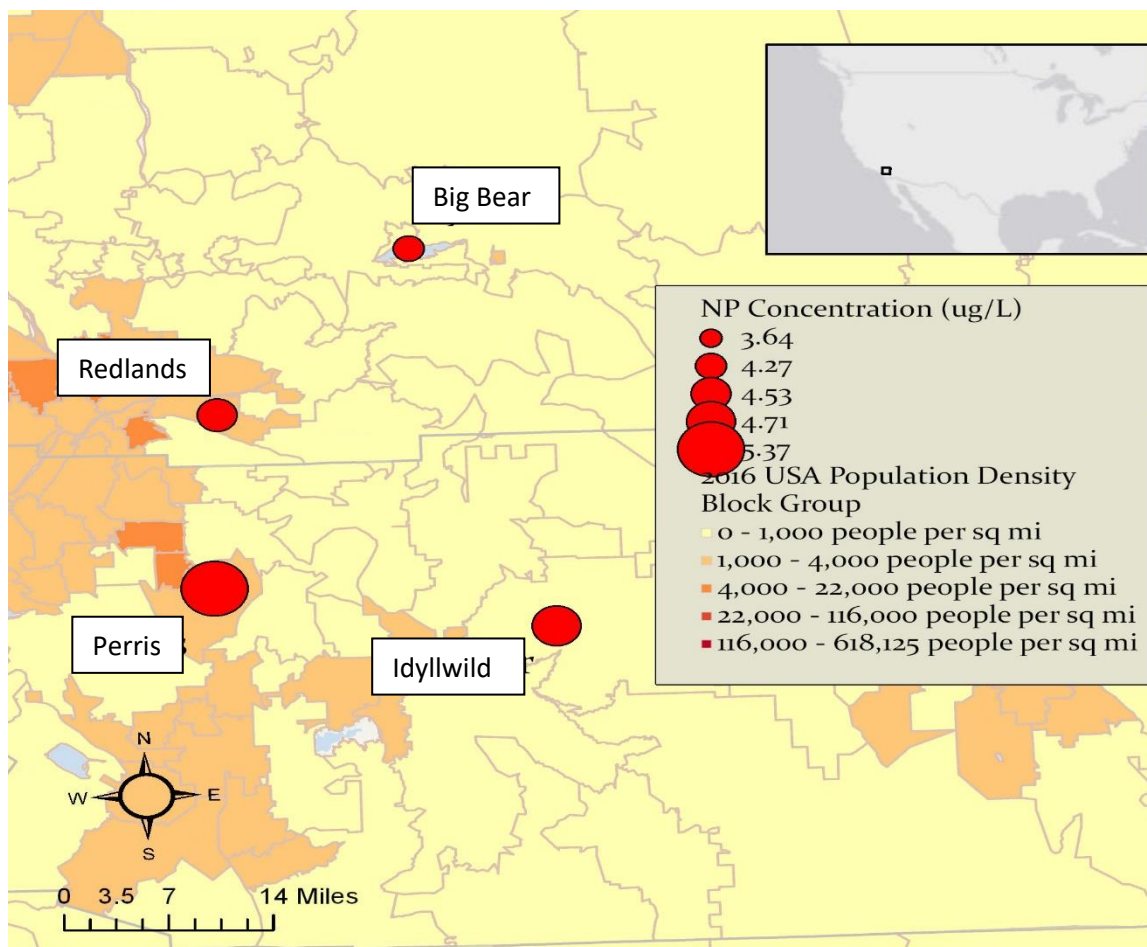 Big Bear
Redlands
Perris
Idyllwild
NP Concentration (ug/L)
3.64
4.27
4.53
4.71
5.37
2016 USA Population Density
Block Group
0 - 1,000 people per sq mi
1,000 - 4,000 people per sq mi
4,000 - 22,000 people per sq mi
22,000 - 116,000 people per sq mi
116,000 - 618,125 people per sq mi
N
W E
S
0 3.5 7 14 Miles